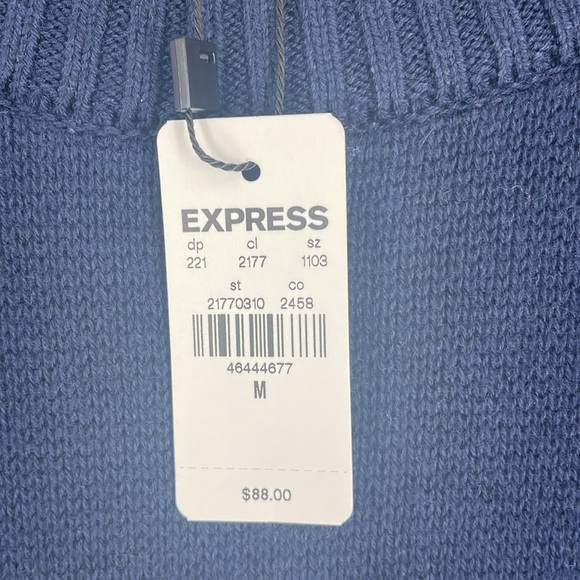 EXPRESS
dp cl sz
221 2177 1103
st co
21770310 2458
46444677
M
$88.00